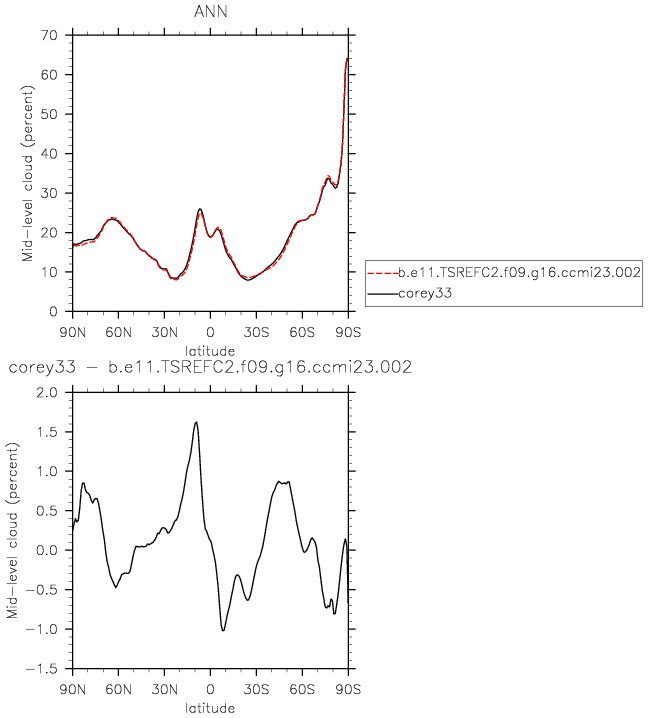 ANN
70
60
50
40
30
20
10
0
Mid-level cloud (percent)
90N 60N 30N 0 30S 60S 90S
latitude
b.e11.TSREFC2.f09.g16.ccmi23.002
corey33
corey33 - b.e11.TSREFC2.f09.g16.ccmi23.002
2.0
1.5
1.0
0.5
0.0
-0.5
-1.0
-1.5
Mid-level cloud (percent)
90N 60N 30N 0 30S 60S 90S
latitude